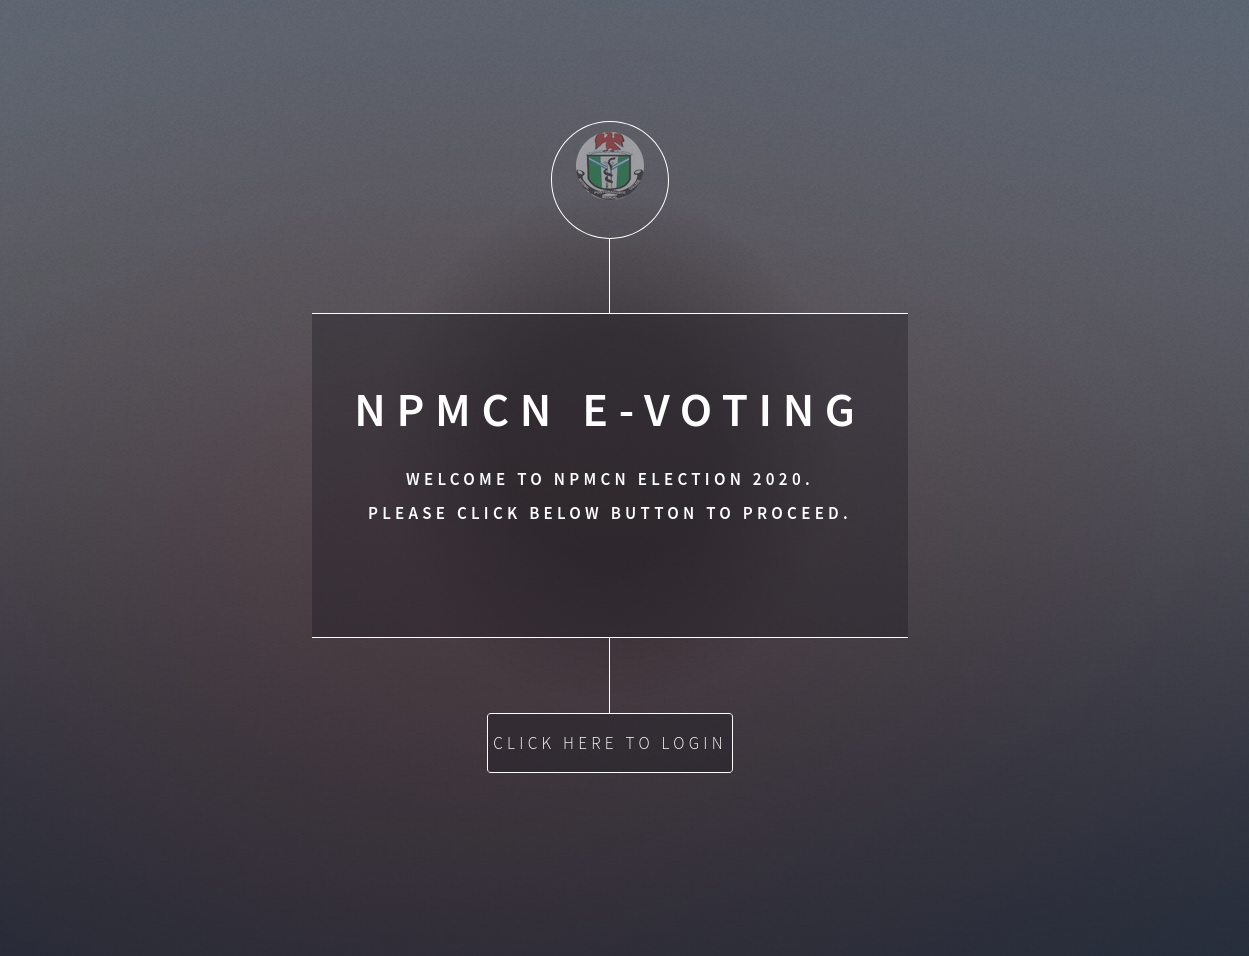 NPMCN E-VOTING
WELCOME TO NPMCN ELECTION 2020.
PLEASE CLICK BELOW BUTTON TO PROCEED.
CLICK HERE TO LOGIN